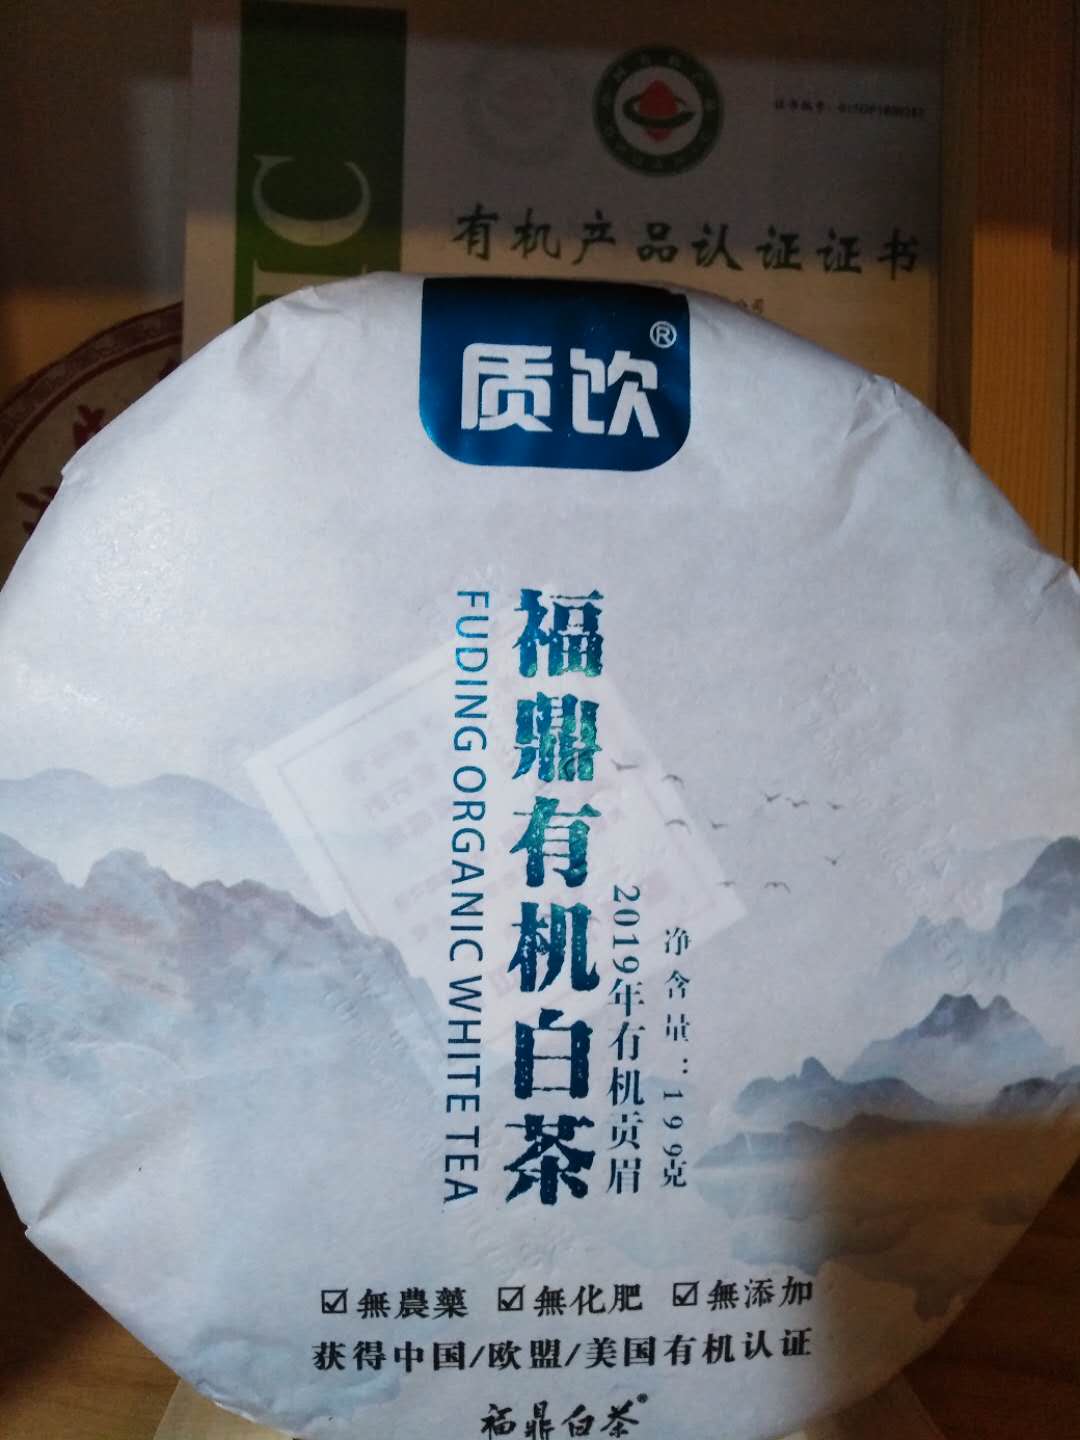 有机产品认证证书
质饮®
福鼎有机白茶
FUDING ORGANIC WHITE TEA
2019年有机贡眉
净含量：199克
☑無農藥 ☑無化肥 ☑無添加
获得中国/欧盟/美国有机认证
福鼎白茶®